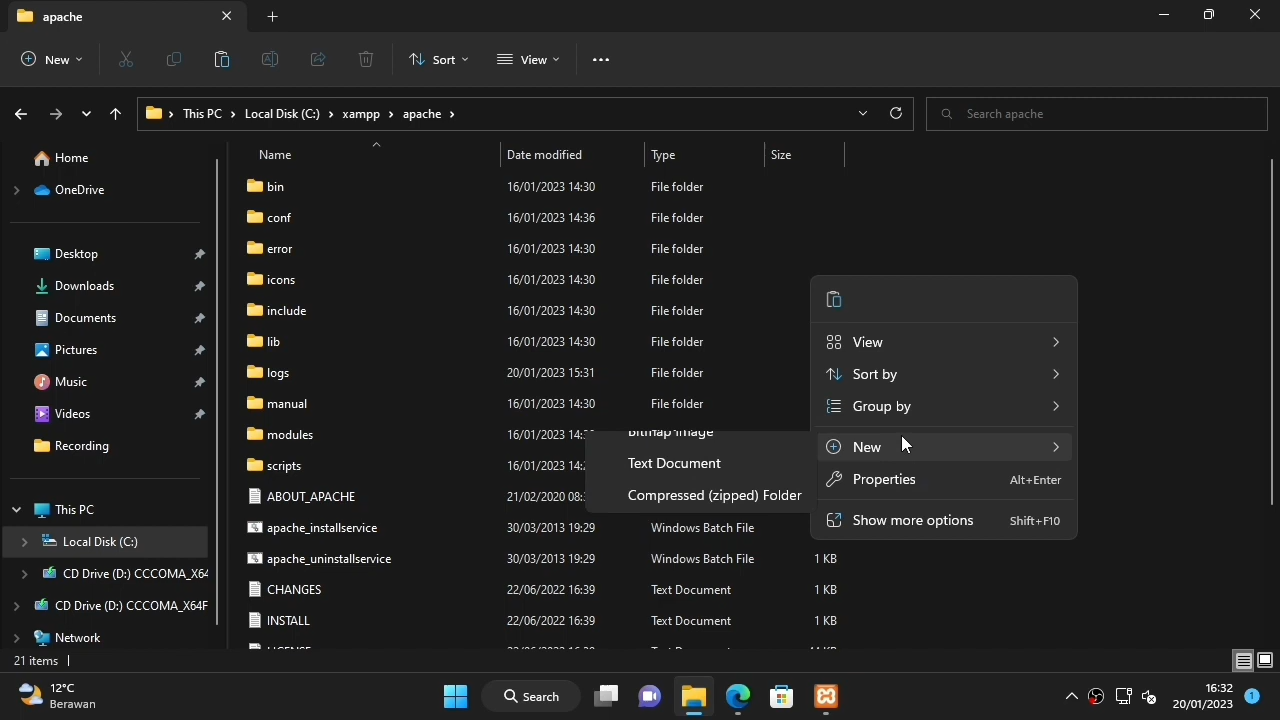 apache
New
Sort
View
This PC
Local Disk (C:)
xampp
apache
Search apache
Name
Date modified
Type
Size
Home
OneDrive
Desktop
Downloads
Documents
Pictures
Music
Videos
Recording
This PC
Local Disk (C:)
CD Drive (D:) CCCOMA_X64
CD Drive (D:) CCCOMA_X64F
Network
bin 16/01/2023 14:30 File folder
conf 16/01/2023 14:36 File folder
error 16/01/2023 14:30 File folder
icons 16/01/2023 14:30 File folder
include 16/01/2023 14:30 File folder
lib 16/01/2023 14:30 File folder
logs 20/01/2023 15:31 File folder
manual 16/01/2023 14:30 File folder
modules 16/01/2023
scripts 16/01/2023
ABOUT_APACHE 21/02/2020
apache_installservice 30/03/2013 19:29 Windows Batch File 1 KB
apache_uninstallservice 30/03/2013 19:29 Windows Batch File 1 KB
CHANGES 22/06/2022 16:39 Text Document 1 KB
INSTALL 22/06/2022 16:39 Text Document 1 KB
View
Sort by
Group by
New
Properties Alt+Enter
Show more options Shift+F10
Bitmap image
Text Document
Compressed (zipped) Folder
21 items
12°C
Berawan
Search
16:32
20/01/2023
1